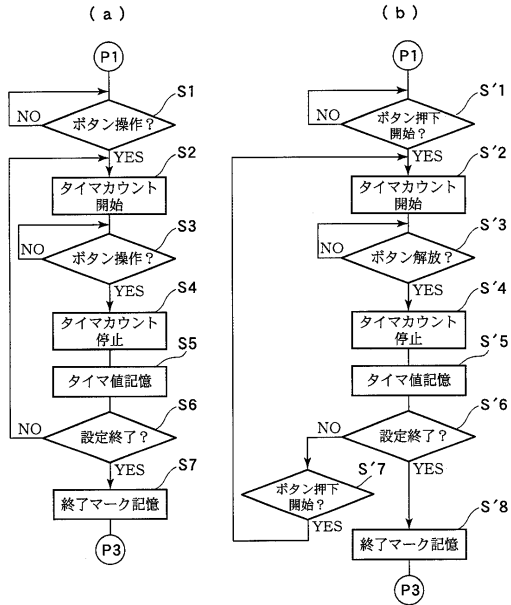 (a)
P1
S1
ボタン操作？
NO
YES
S2
タイマカウント
開始
S3
ボタン操作？
NO
YES
S4
タイマカウント
停止
S5
タイマ値記憶
S6
設定終了？
NO
YES
S7
終了マーク記憶
P3
(b)
P1
S'1
ボタン押下
開始？
NO
YES
S'2
タイマカウント
開始
S'3
ボタン解放？
NO
YES
S'4
タイマカウント
停止
S'5
タイマ値記憶
S'6
設定終了？
NO
YES
S'7
ボタン押下
開始？
YES
S'8
終了マーク記憶
P3